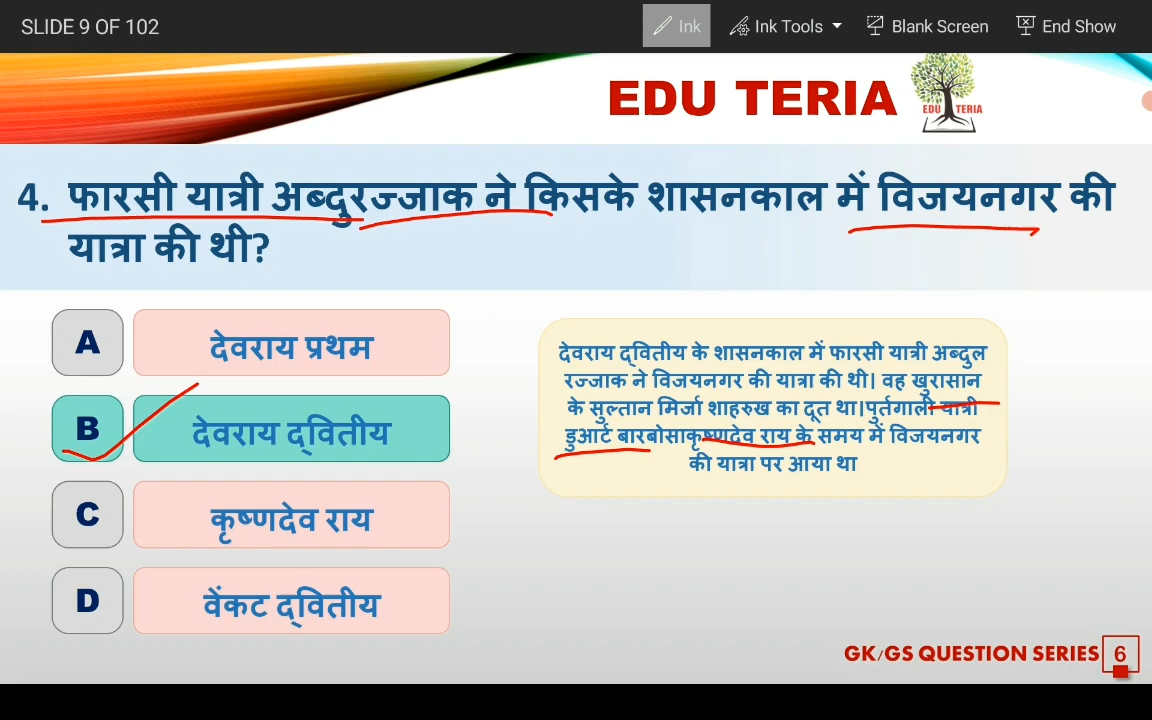 SLIDE 9 OF 102
Ink
Ink Tools
Blank Screen
End Show
EDU TERIA
EDU TERIA
4. फारसी यात्री अब्दुरज्जाक ने किसके शासनकाल में विजयनगर की
यात्रा की थी?
A देवराय प्रथम
B देवराय द्वितीय
C कृष्णदेव राय
D वेंकट द्वितीय
देवराय द्वितीय के शासनकाल में फारसी यात्री अब्दुल
रज्जाक ने विजयनगर की यात्रा की थी। वह खुरासान
के सुल्तान मिर्जा शाहरुख का दूत था।पुर्तगाली यात्री
डुआर्ट बारबोसाकृष्णदेव राय के समय में विजयनगर
की यात्रा पर आया था
GK/GS QUESTION SERIES 6